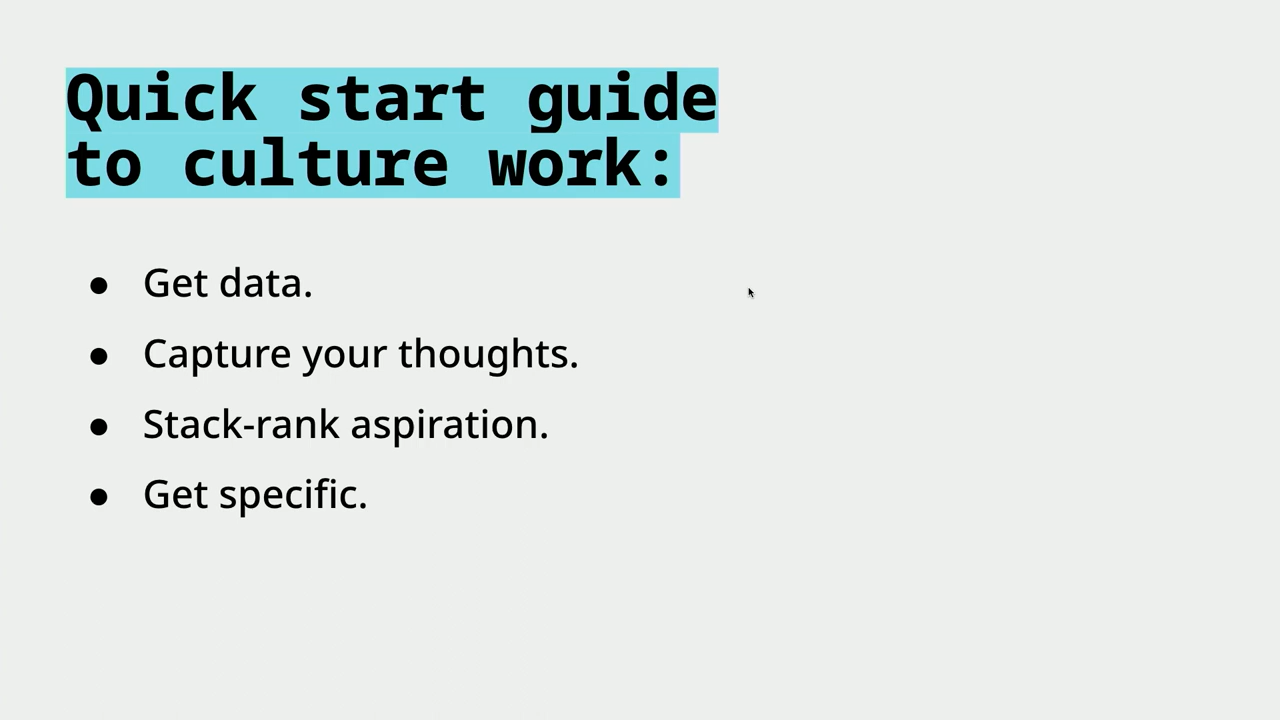 Quick start guide
to culture work:
● Get data.
● Capture your thoughts.
● Stack-rank aspiration.
● Get specific.